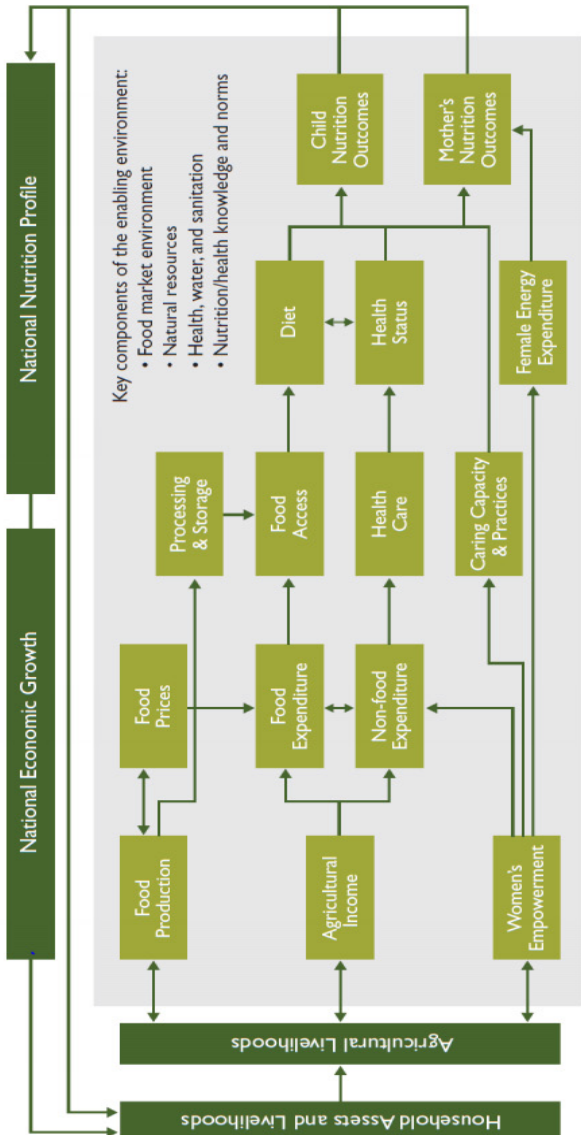 National Economic Growth
National Nutrition Profile
Household Assets and Livelihoods
Agricultural Livelihoods
Key components of the enabling environment:
• Food market environment
• Natural resources
• Health, water, and sanitation
• Nutrition/health knowledge and norms
Food
Production
Food
Prices
Processing
& Storage
Agricultural
Income
Food
Expenditure
Food
Access
Diet
Child
Nutrition
Outcomes
Non-food
Expenditure
Health
Care
Health
Status
Mother's
Nutrition
Outcomes
Women's
Empowerment
Caring Capacity
& Practices
Female Energy
Expenditure